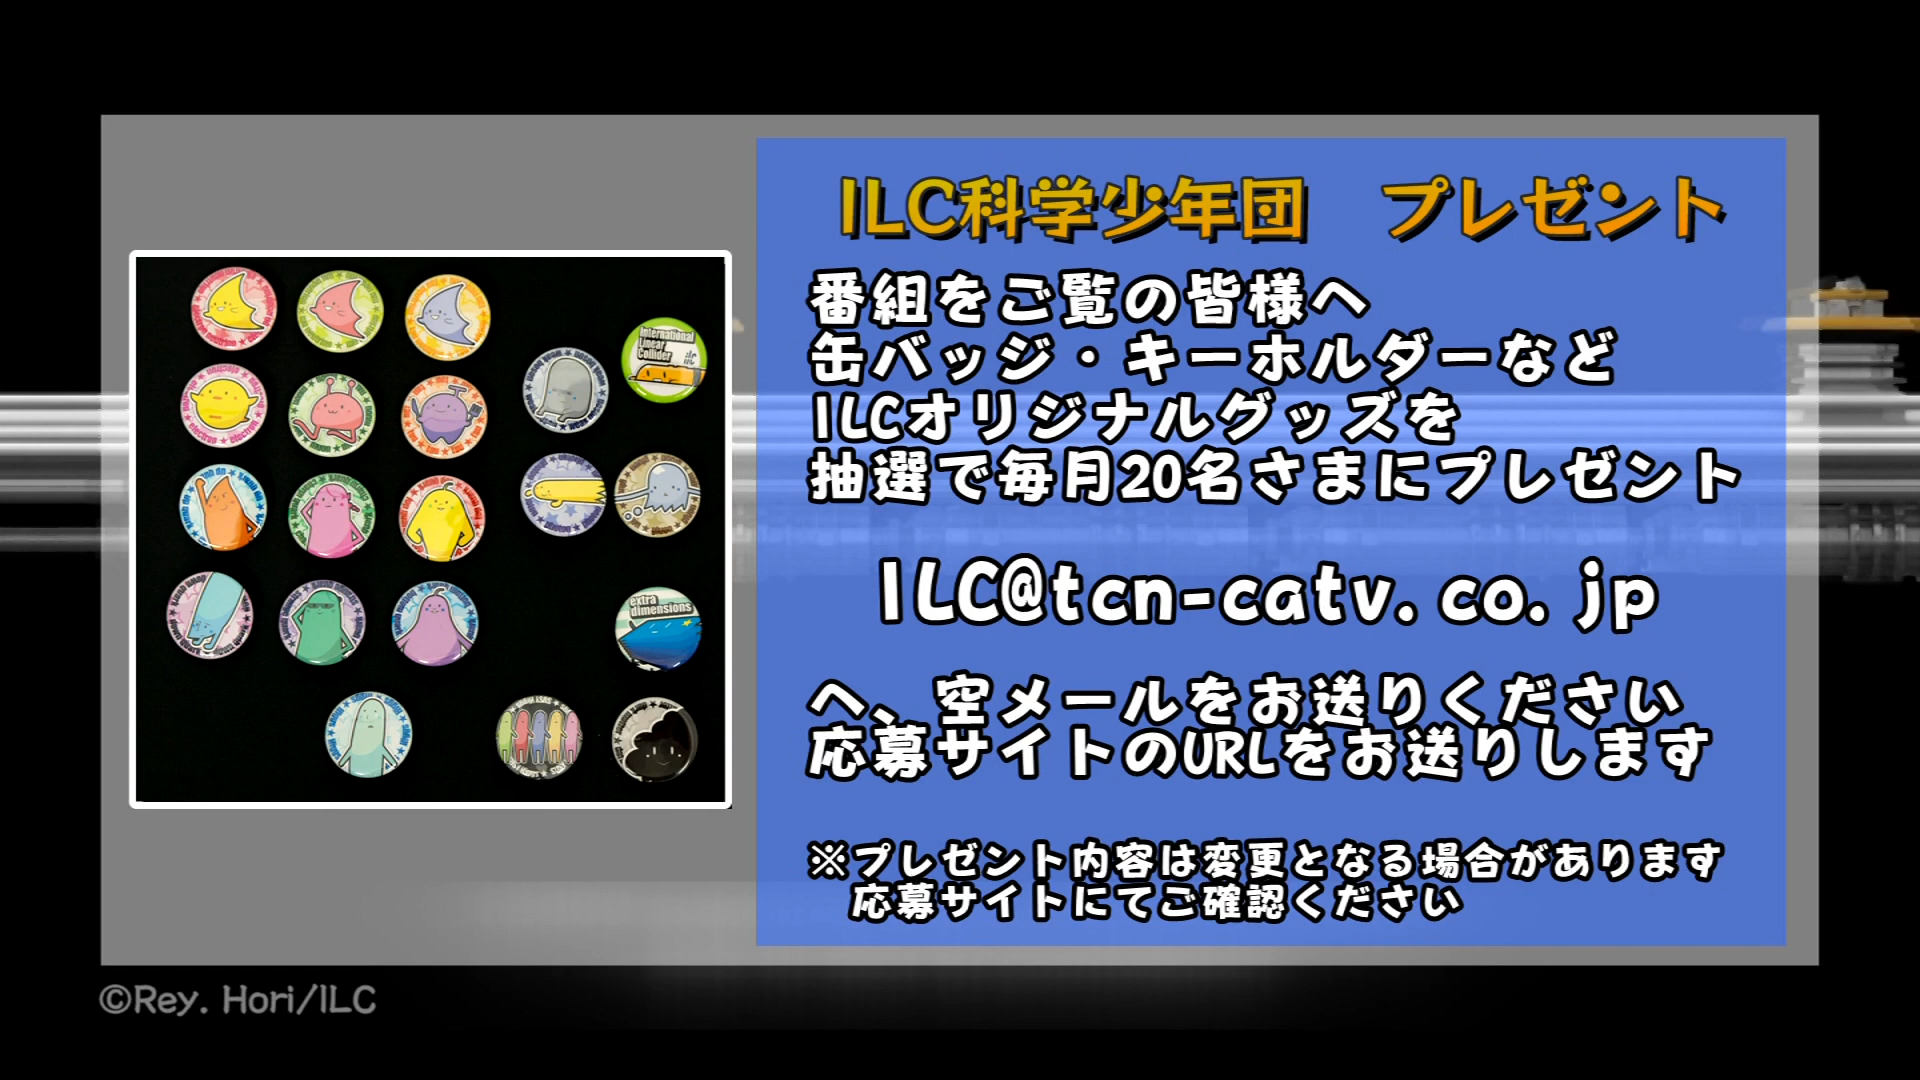 ILC科学少年団　プレゼント
番組をご覧の皆様へ
缶バッジ・キーホルダーなど
ILCオリジナルグッズを
抽選で毎月20名さまにプレゼント
ILC@tcn-catv.co.jp
へ、空メールをお送りください
応募サイトのURLをお送りします
※プレゼント内容は変更となる場合があります
応募サイトにてご確認ください
International
Linear
Collider
extra
dimensions
©Rey. Hori/ILC